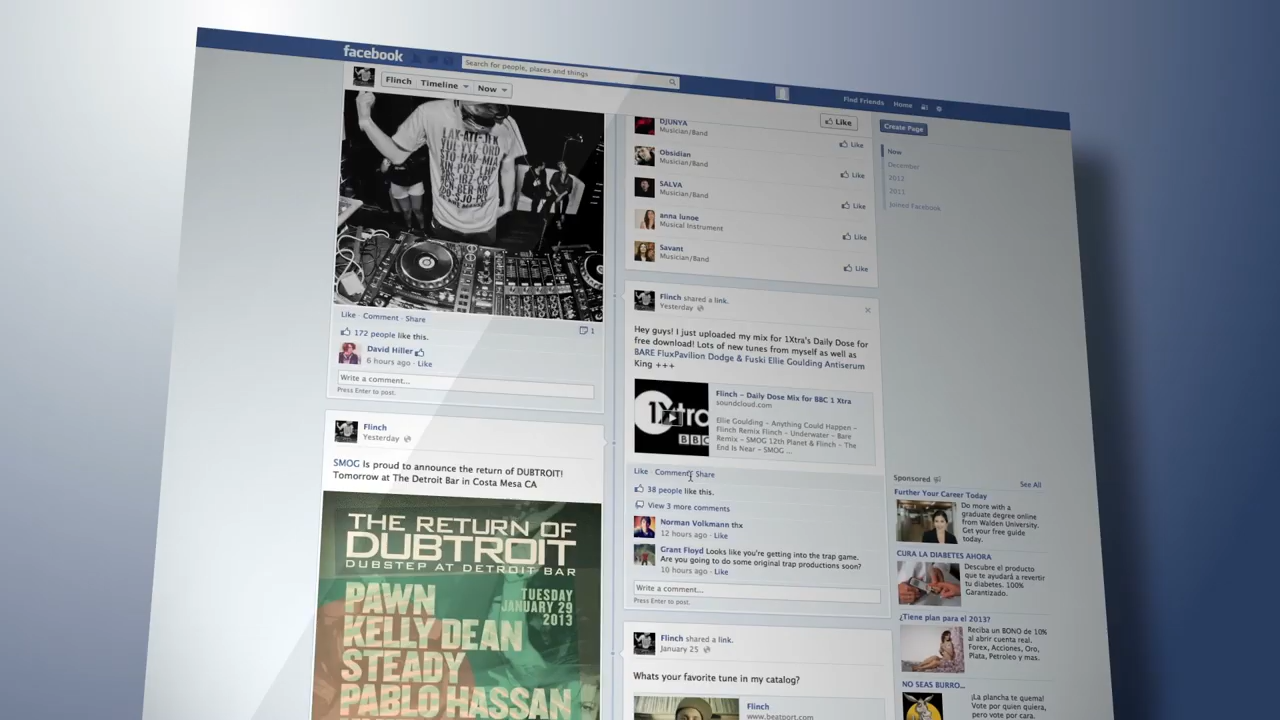 facebook
Search for people, places and things
Find Friends
Home
Flinch
Timeline
Now
Like · Comment · Share
1
172 people like this.
David Hiller
6 hours ago · Like
Write a comment...
Press Enter to post.
Flinch
Yesterday
SMOG Is proud to announce the return of DUBTROIT!
Tomorrow at The Detroit Bar in Costa Mesa CA
THE RETURN OF
DUBTROIT
DUBSTEP AT DETROIT BAR
TUESDAY
JANUARY 29
2013
PAWN
KELLY DEAN
STEADY
PABLO HASSAN
Like
DJUNYA
Musician/Band
Like
Obsidian
Musician/Band
Like
SALVA
Musician/Band
Like
anna lunoe
Musical Instrument
Like
Savant
Musician/Band
Like
Flinch shared a link.
Yesterday
Hey guys! I just uploaded my mix for 1Xtra's Daily Dose for
free download! Lots of new tunes from myself as well as
BARE FluxPavilion Dodge & Fuski Ellie Goulding Antiserum
King +++
1Xtra
BBC
Flinch - Daily Dose Mix for BBC 1 Xtra
soundcloud.com
Ellie Goulding - Anything Could Happen -
Flinch Remix Flinch - Underwater - Bare
Remix - SMOG 12th Planet & Flinch - The
End Is Near - SMOG ...
Like · Comment · Share
38 people like this.
View 3 more comments
Norman Volkmann thx
12 hours ago · Like
Grant Floyd Looks like you're getting into the trap game.
Are you going to do some original trap productions soon?
10 hours ago · Like
Write a comment...
Press Enter to post.
Flinch shared a link.
January 25
Whats your favorite tune in my catalog?
Flinch
www.beatport.com
Create Page
Now
December
2012
2011
Joined Facebook
Sponsored
See All
Further Your Career Today
Do more with a
graduate degree online
from Walden University.
Get your free guide
today.
CURA LA DIABETES AHORA
Descubre el producto
que te ayudará a revertir
tu diabetes. 100%
Garantizado.
¿Tiene plan para el 2013?
Reciba un BONO de 10%
al abrir cuenta real.
Forex, Acciones, Oro,
Plata, Petroleo y mas.
NO SEAS BURRO...
¡La plancha te quema!
Vote por quien quiera,
pero vote por cara.